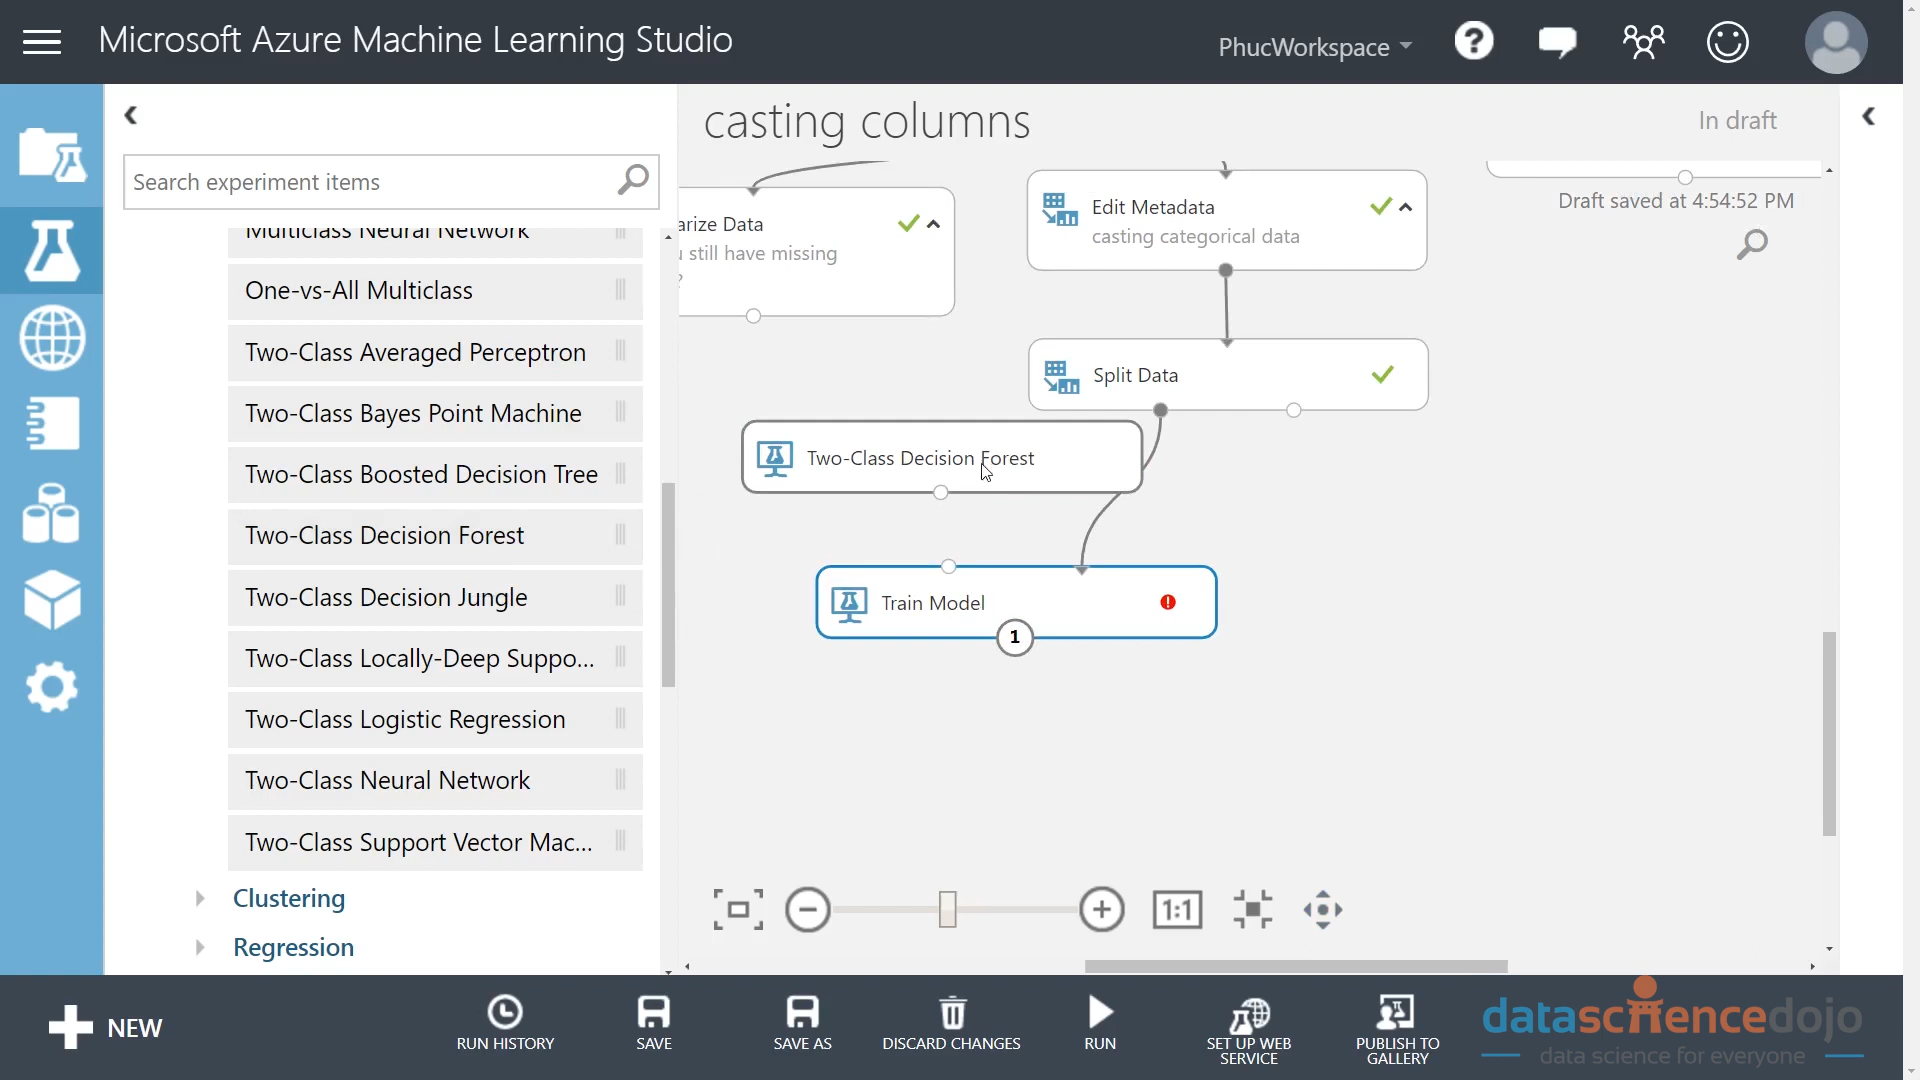 Microsoft Azure Machine Learning Studio
PhucWorkspace
casting columns
In draft
Search experiment items
Draft saved at 4:54:52 PM
Multiclass Neural Network
One-vs-All Multiclass
Two-Class Averaged Perceptron
Two-Class Bayes Point Machine
Two-Class Boosted Decision Tree
Two-Class Decision Forest
Two-Class Decision Jungle
Two-Class Locally-Deep Suppo...
Two-Class Logistic Regression
Two-Class Neural Network
Two-Class Support Vector Mac...
Clustering
Regression
arize Data
still have missing
?
Edit Metadata
casting categorical data
Split Data
Two-Class Decision Forest
Train Model
1
1:1
NEW
RUN HISTORY
SAVE
SAVE AS
DISCARD CHANGES
RUN
SET UP WEB
SERVICE
PUBLISH TO
GALLERY
datasciencedojo
data science for everyone